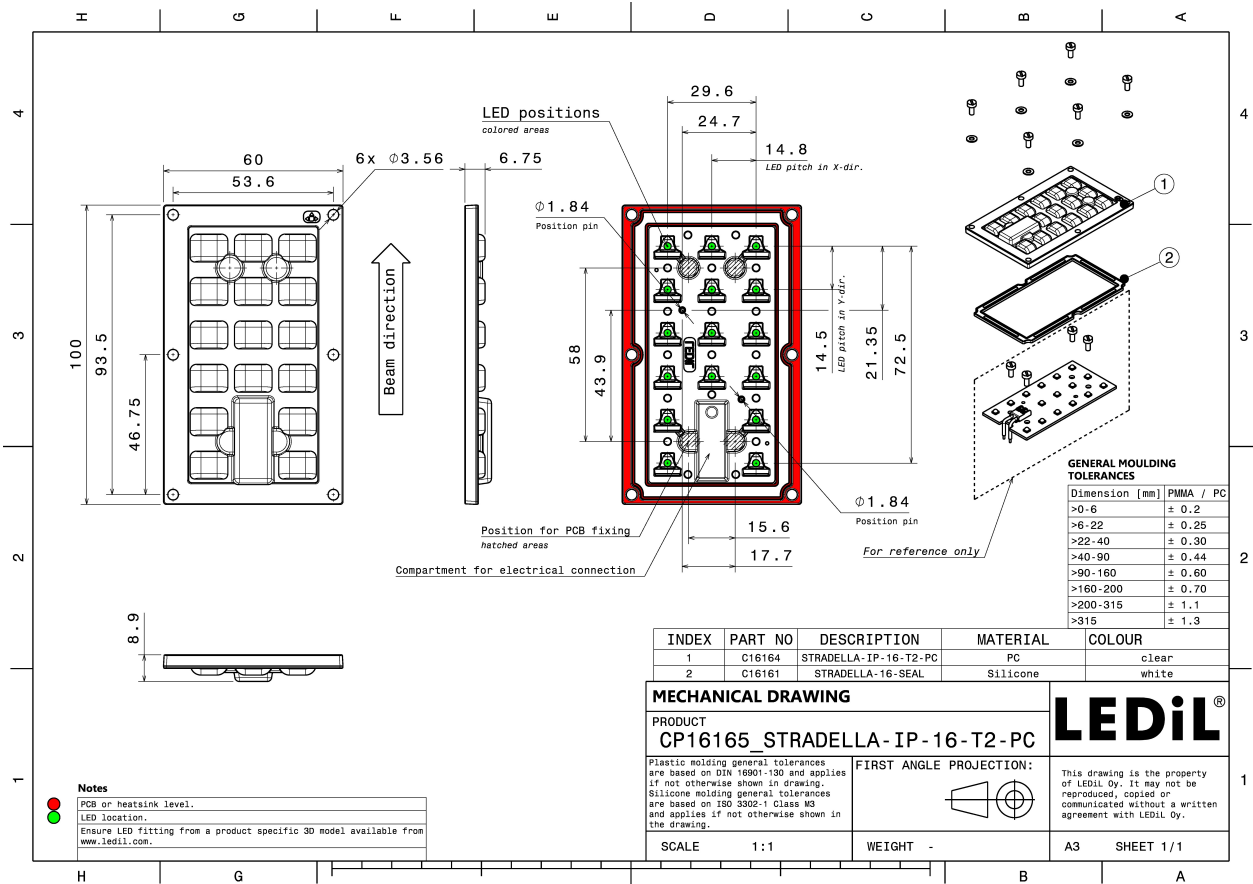 H G F E D C B A
4
4
3
3
2
2
1
1
60
53.6
6x Ø3.56
6.75
100
93.5
46.75
Beam direction
8.9
LED positions
colored areas
29.6
24.7
14.8
LED pitch in X-dir.
Ø1.84
Position pin
58
43.9
14.5
LED pitch in Y-dir.
21.35
72.5
LEDiL
Ø1.84
Position pin
15.6
17.7
Position for PCB fixing
hatched areas
Compartment for electrical connection
1
2
For reference only
GENERAL MOULDING
TOLERANCES
Dimension [mm] PMMA / PC
>0-6 ± 0.2
>6-22 ± 0.25
>22-40 ± 0.30
>40-90 ± 0.44
>90-160 ± 0.60
>160-200 ± 0.70
>200-315 ± 1.1
>315 ± 1.3
INDEX PART NO DESCRIPTION MATERIAL COLOUR
1 C16164 STRADELLA-IP-16-T2-PC PC clear
2 C16161 STRADELLA-16-SEAL Silicone white
MECHANICAL DRAWING
PRODUCT
CP16165_STRADELLA-IP-16-T2-PC
LEDiL®
Plastic molding general tolerances
are based on DIN 16901-130 and applies
if not otherwise shown in drawing.
Silicone molding general tolerances
are based on ISO 3302-1 Class M3
and applies if not otherwise shown in
the drawing.
FIRST ANGLE PROJECTION:
This drawing is the property
of LEDiL Oy. It may not be
reproduced, copied or
communicated without a written
agreement with LEDiL Oy.
SCALE 1:1
WEIGHT -
A3 SHEET 1/1
Notes
PCB or heatsink level.
LED location.
Ensure LED fitting from a product specific 3D model available from
www.ledil.com.
H G B A